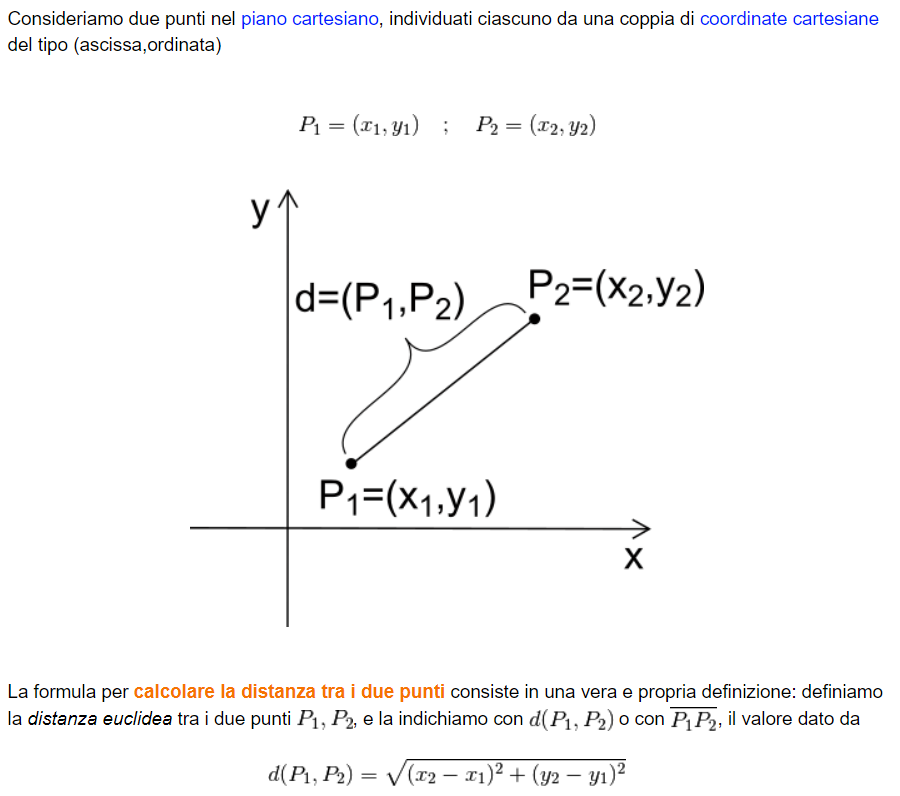 Consideriamo due punti nel piano cartesiano, individuati ciascuno da una coppia di coordinate cartesiane
del tipo (ascissa,ordinata)
P₁ = (x₁, y₁) ; P₂ = (x₂, y₂)
y
d=(P₁,P₂)
P₂=(x₂,y₂)
P₁=(x₁,y₁)
x
La formula per calcolare la distanza tra i due punti consiste in una vera e propria definizione: definiamo
la distanza euclidea tra i due punti P₁, P₂, e la indichiamo con d(P₁, P₂) o con P̅₁P̅₂, il valore dato da
d(P₁, P₂) = √((x₂ − x₁)² + (y₂ − y₁)²)